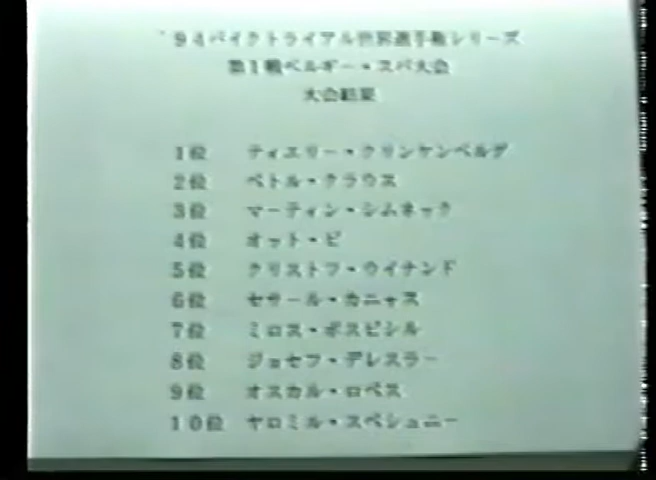 '94バイクトライアル世界選手権シリーズ
第1戦ベルギー・スパ大会
大会結果
1位 ティエリー・クリンケンベルグ
2位 ペトル・クラウス
3位 マーティン・シムネック
4位 オット・ピ
5位 クリストフ・ウイナンド
6位 セサール・カニャス
7位 ミロス・ポスピシル
8位 ジョセフ・デレスラー
9位 オスカル・ロペス
10位 ヤロミル・スペシュニー